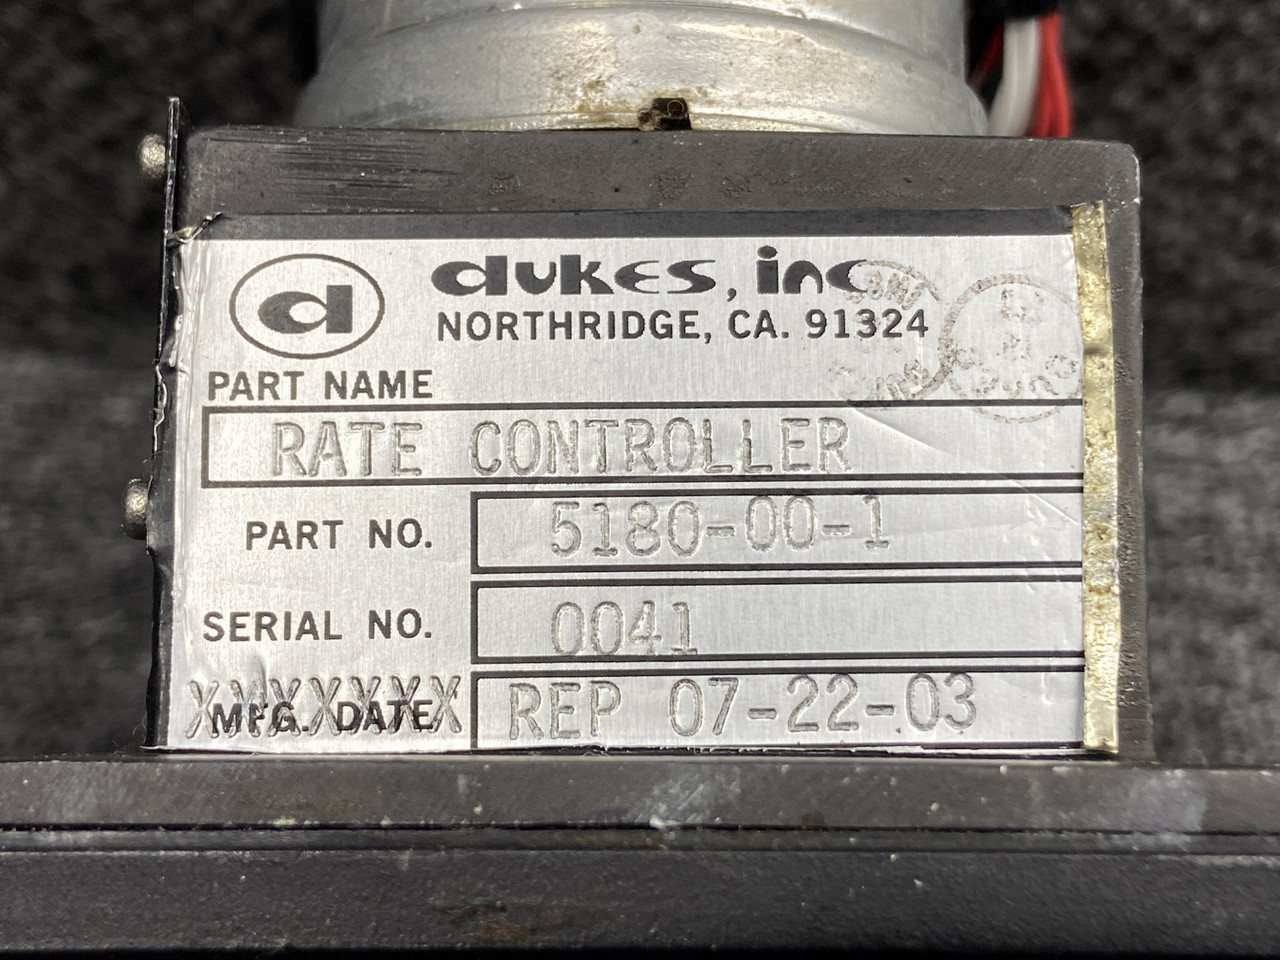 d
dukes, inc
NORTHRIDGE, CA. 91324
PART NAME
RATE CONTROLLER
PART NO. 5180-00-1
SERIAL NO. 0041
XXXXXXX
MFG. DATE REP 07-22-03